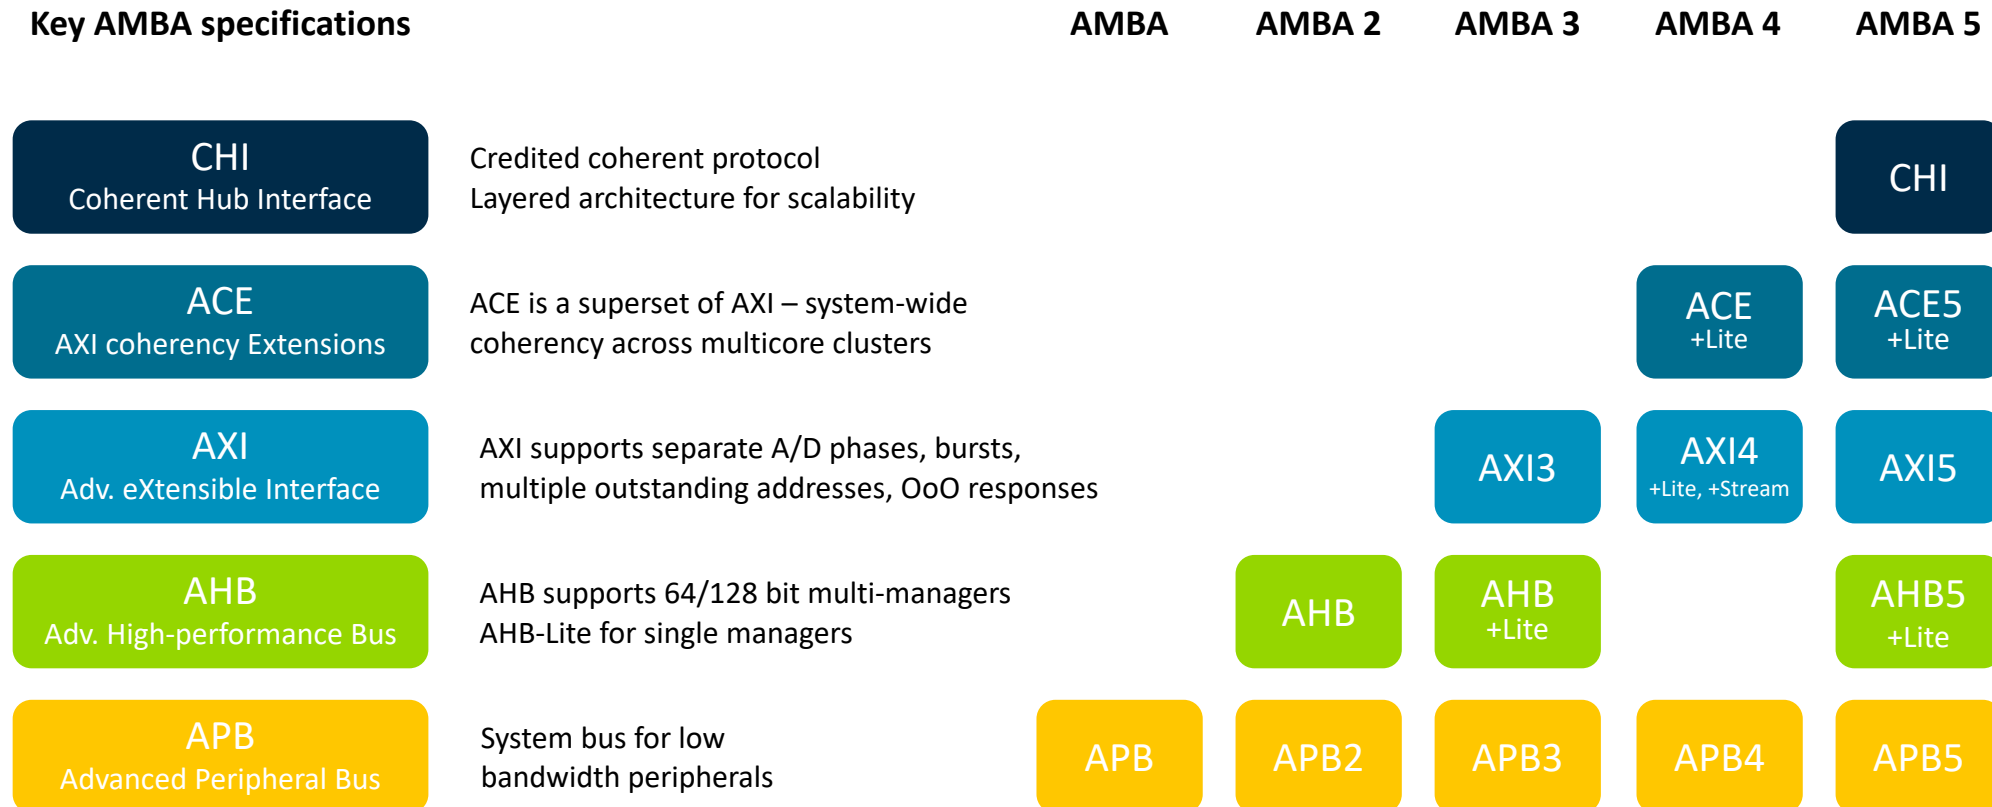 Key AMBA specifications AMBA AMBA 2 AMBA 3 AMBA 4 AMBA 5
CHI
Coherent Hub Interface
Credited coherent protocol
Layered architecture for scalability
CHI
ACE
AXI coherency Extensions
ACE is a superset of AXI – system-wide
coherency across multicore clusters
ACE
+Lite
ACE5
+Lite
AXI
Adv. eXtensible Interface
AXI supports separate A/D phases, bursts,
multiple outstanding addresses, OoO responses
AXI3
AXI4
+Lite, +Stream
AXI5
AHB
Adv. High-performance Bus
AHB supports 64/128 bit multi-managers
AHB-Lite for single managers
AHB
AHB
+Lite
AHB5
+Lite
APB
Advanced Peripheral Bus
System bus for low
bandwidth peripherals
APB
APB2
APB3
APB4
APB5